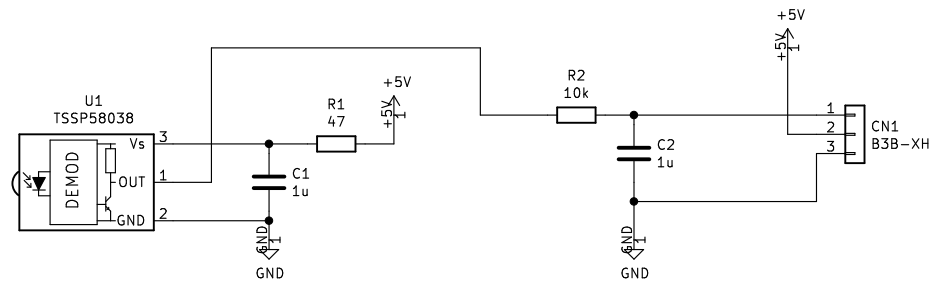 +5V
+5V
1
R2
10k
+5V
+5V
1
U1
TSSP58038
R1
47
1
CN1
B3B-XH
2
3
3
Vs
DEMOD
OUT
1
GND
2
C1
1u
C2
1u
GND
1
GND
GND
1
GND